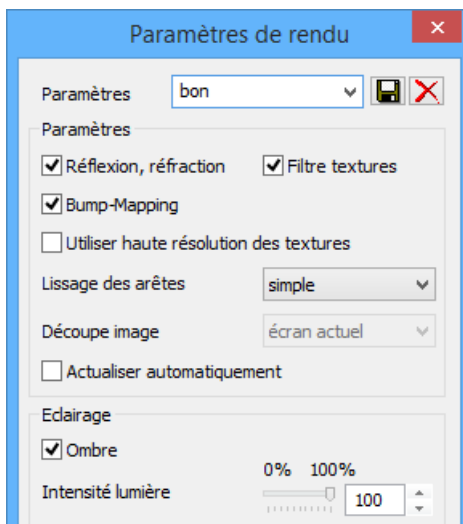 Paramètres de rendu
Paramètres bon
Paramètres
Réflexion, réfraction Filtre textures
Bump-Mapping
Utiliser haute résolution des textures
Lissage des arêtes simple
Découpe image écran actuel
Actualiser automatiquement
Eclairage
Ombre
0% 100%
Intensité lumière 100